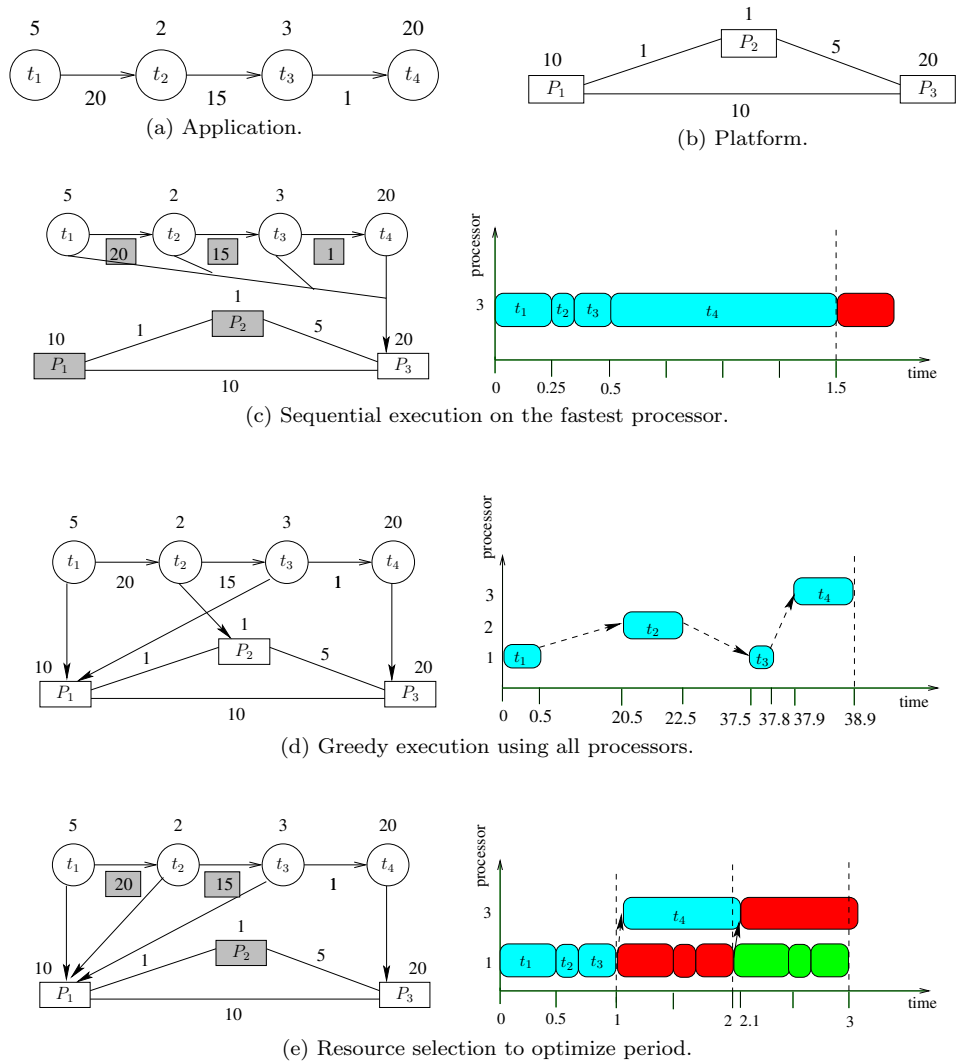 5 2 3 20
t1 t2 t3 t4
20 15 1
(a) Application.
1
1 5
10 20
P1 P2 P3
10
(b) Platform.
5 2 3 20
t1 t2 t3 t4
20 15 1
1
1 5
10 20
P1 P2 P3
10
processor
3
t1 t2 t3 t4
time
0 0.25 0.5 1.5
(c) Sequential execution on the fastest processor.
5 2 3 20
t1 t2 t3 t4
20 15 1
1
1 5
10 20
P1 P2 P3
10
processor
3
2
1
t1 t2 t3 t4
time
0 0.5 20.5 22.5 37.5 37.8 37.9 38.9
(d) Greedy execution using all processors.
5 2 3 20
t1 t2 t3 t4
20 15 1
1
1 5
10 20
P1 P2 P3
10
processor
3
1
t4
t1 t2 t3
time
0 0.5 1 2 2.1 3
(e) Resource selection to optimize period.